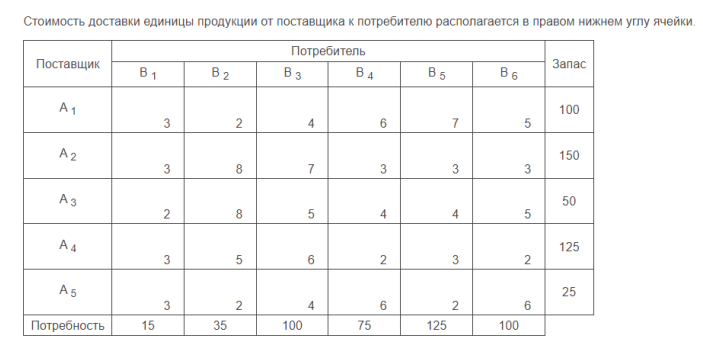 Стоимость доставки единицы продукции от поставщика к потребителю располагается в правом нижнем углу ячейки.
Поставщик Потребитель Запас
B 1 B 2 B 3 B 4 B 5 B 6
A 1 3 2 4 6 7 5 100
A 2 3 8 7 3 3 3 150
A 3 2 8 5 4 4 5 50
A 4 3 5 6 2 3 2 125
A 5 3 2 4 6 2 6 25
Потребность 15 35 100 75 125 100